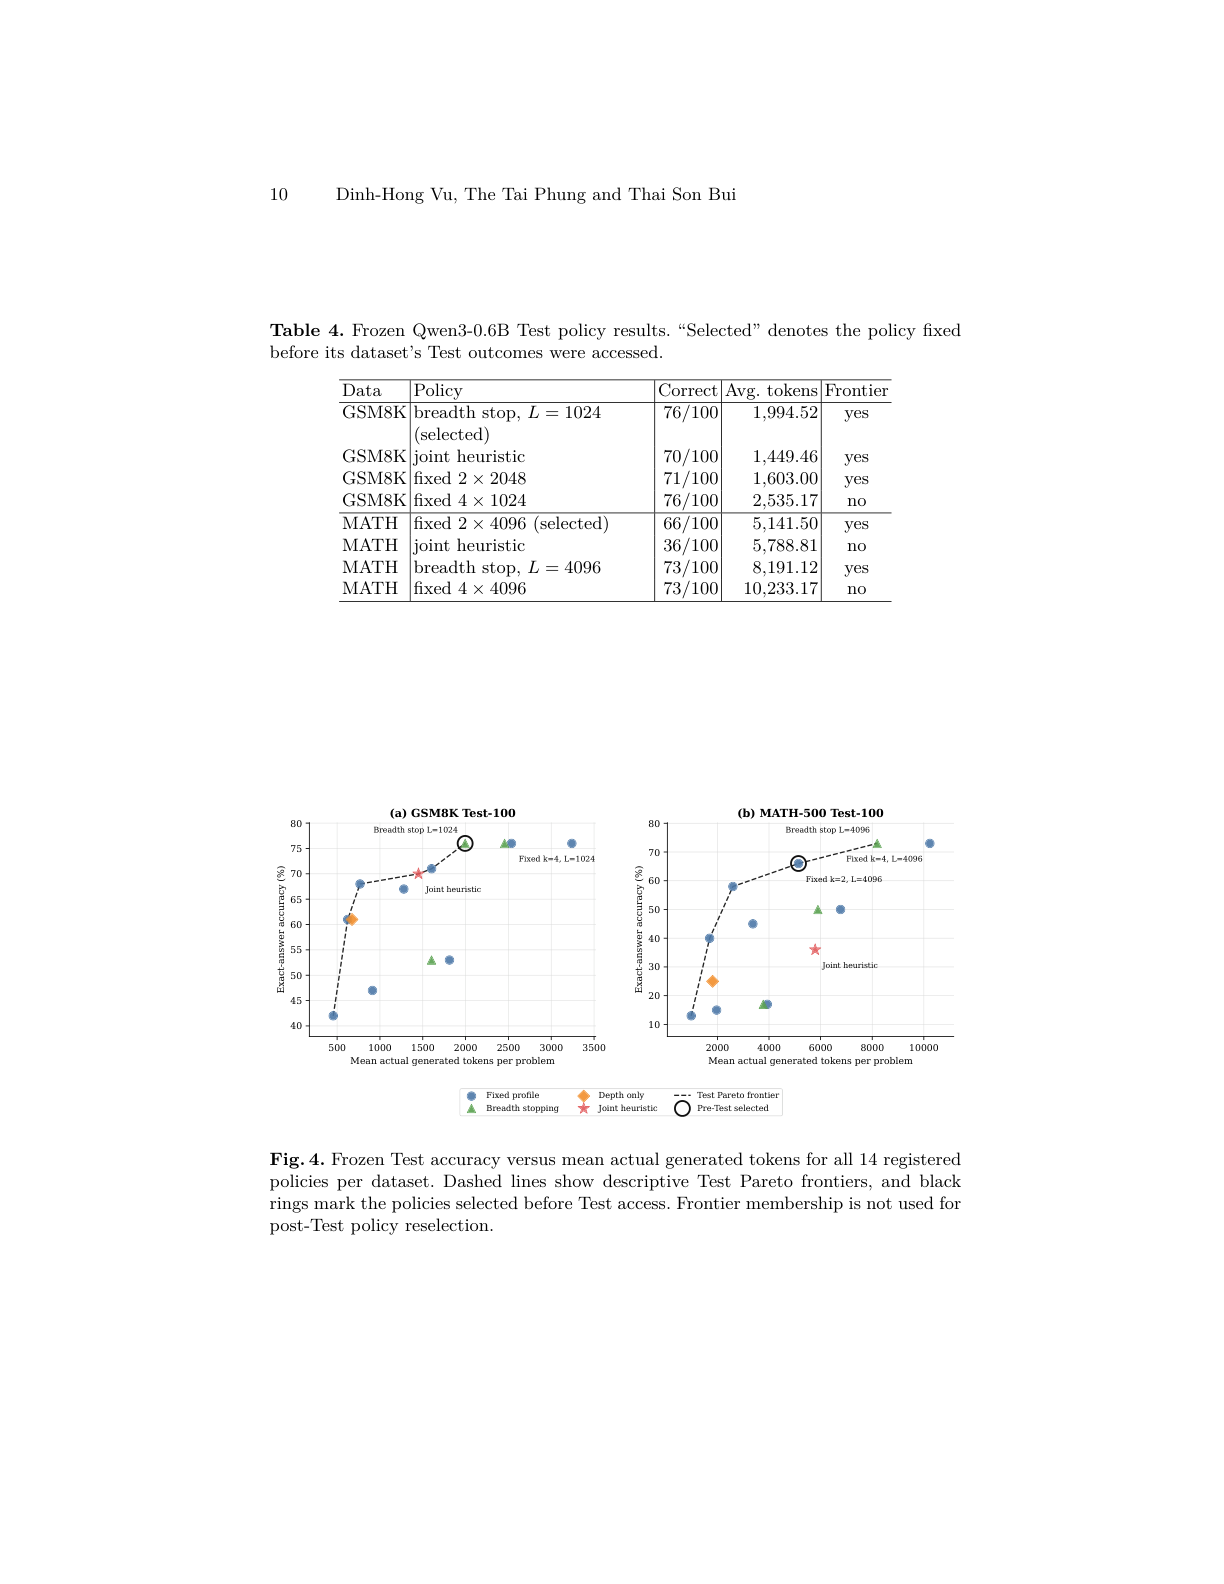 10 Dinh-Hong Vu, The Tai Phung and Thai Son Bui
Table 4. Frozen Qwen3-0.6B Test policy results. “Selected” denotes the policy fixed
before its dataset’s Test outcomes were accessed.
Data Policy Correct Avg. tokens Frontier
GSM8K breadth stop, L = 1024 76/100 1,994.52 yes
(selected)
GSM8K joint heuristic 70/100 1,449.46 yes
GSM8K fixed 2 × 2048 71/100 1,603.00 yes
GSM8K fixed 4 × 1024 76/100 2,535.17 no
MATH fixed 2 × 4096 (selected) 66/100 5,141.50 yes
MATH joint heuristic 36/100 5,788.81 no
MATH breadth stop, L = 4096 73/100 8,191.12 yes
MATH fixed 4 × 4096 73/100 10,233.17 no
(a) GSM8K Test-100
Exact-answer accuracy (%)
80
75
70
65
60
55
50
45
40
Breadth stop L=1024
Fixed k=4, L=1024
Joint heuristic
500 1000 1500 2000 2500 3000 3500
Mean actual generated tokens per problem
(b) MATH-500 Test-100
Exact-answer accuracy (%)
80
70
60
50
40
30
20
10
Breadth stop L=4096
Fixed k=4, L=4096
Fixed k=2, L=4096
Joint heuristic
2000 4000 6000 8000 10000
Mean actual generated tokens per problem
Fixed profile Depth only Test Pareto frontier
Breadth stopping Joint heuristic Pre-Test selected
Fig. 4. Frozen Test accuracy versus mean actual generated tokens for all 14 registered
policies per dataset. Dashed lines show descriptive Test Pareto frontiers, and black
rings mark the policies selected before Test access. Frontier membership is not used for
post-Test policy reselection.